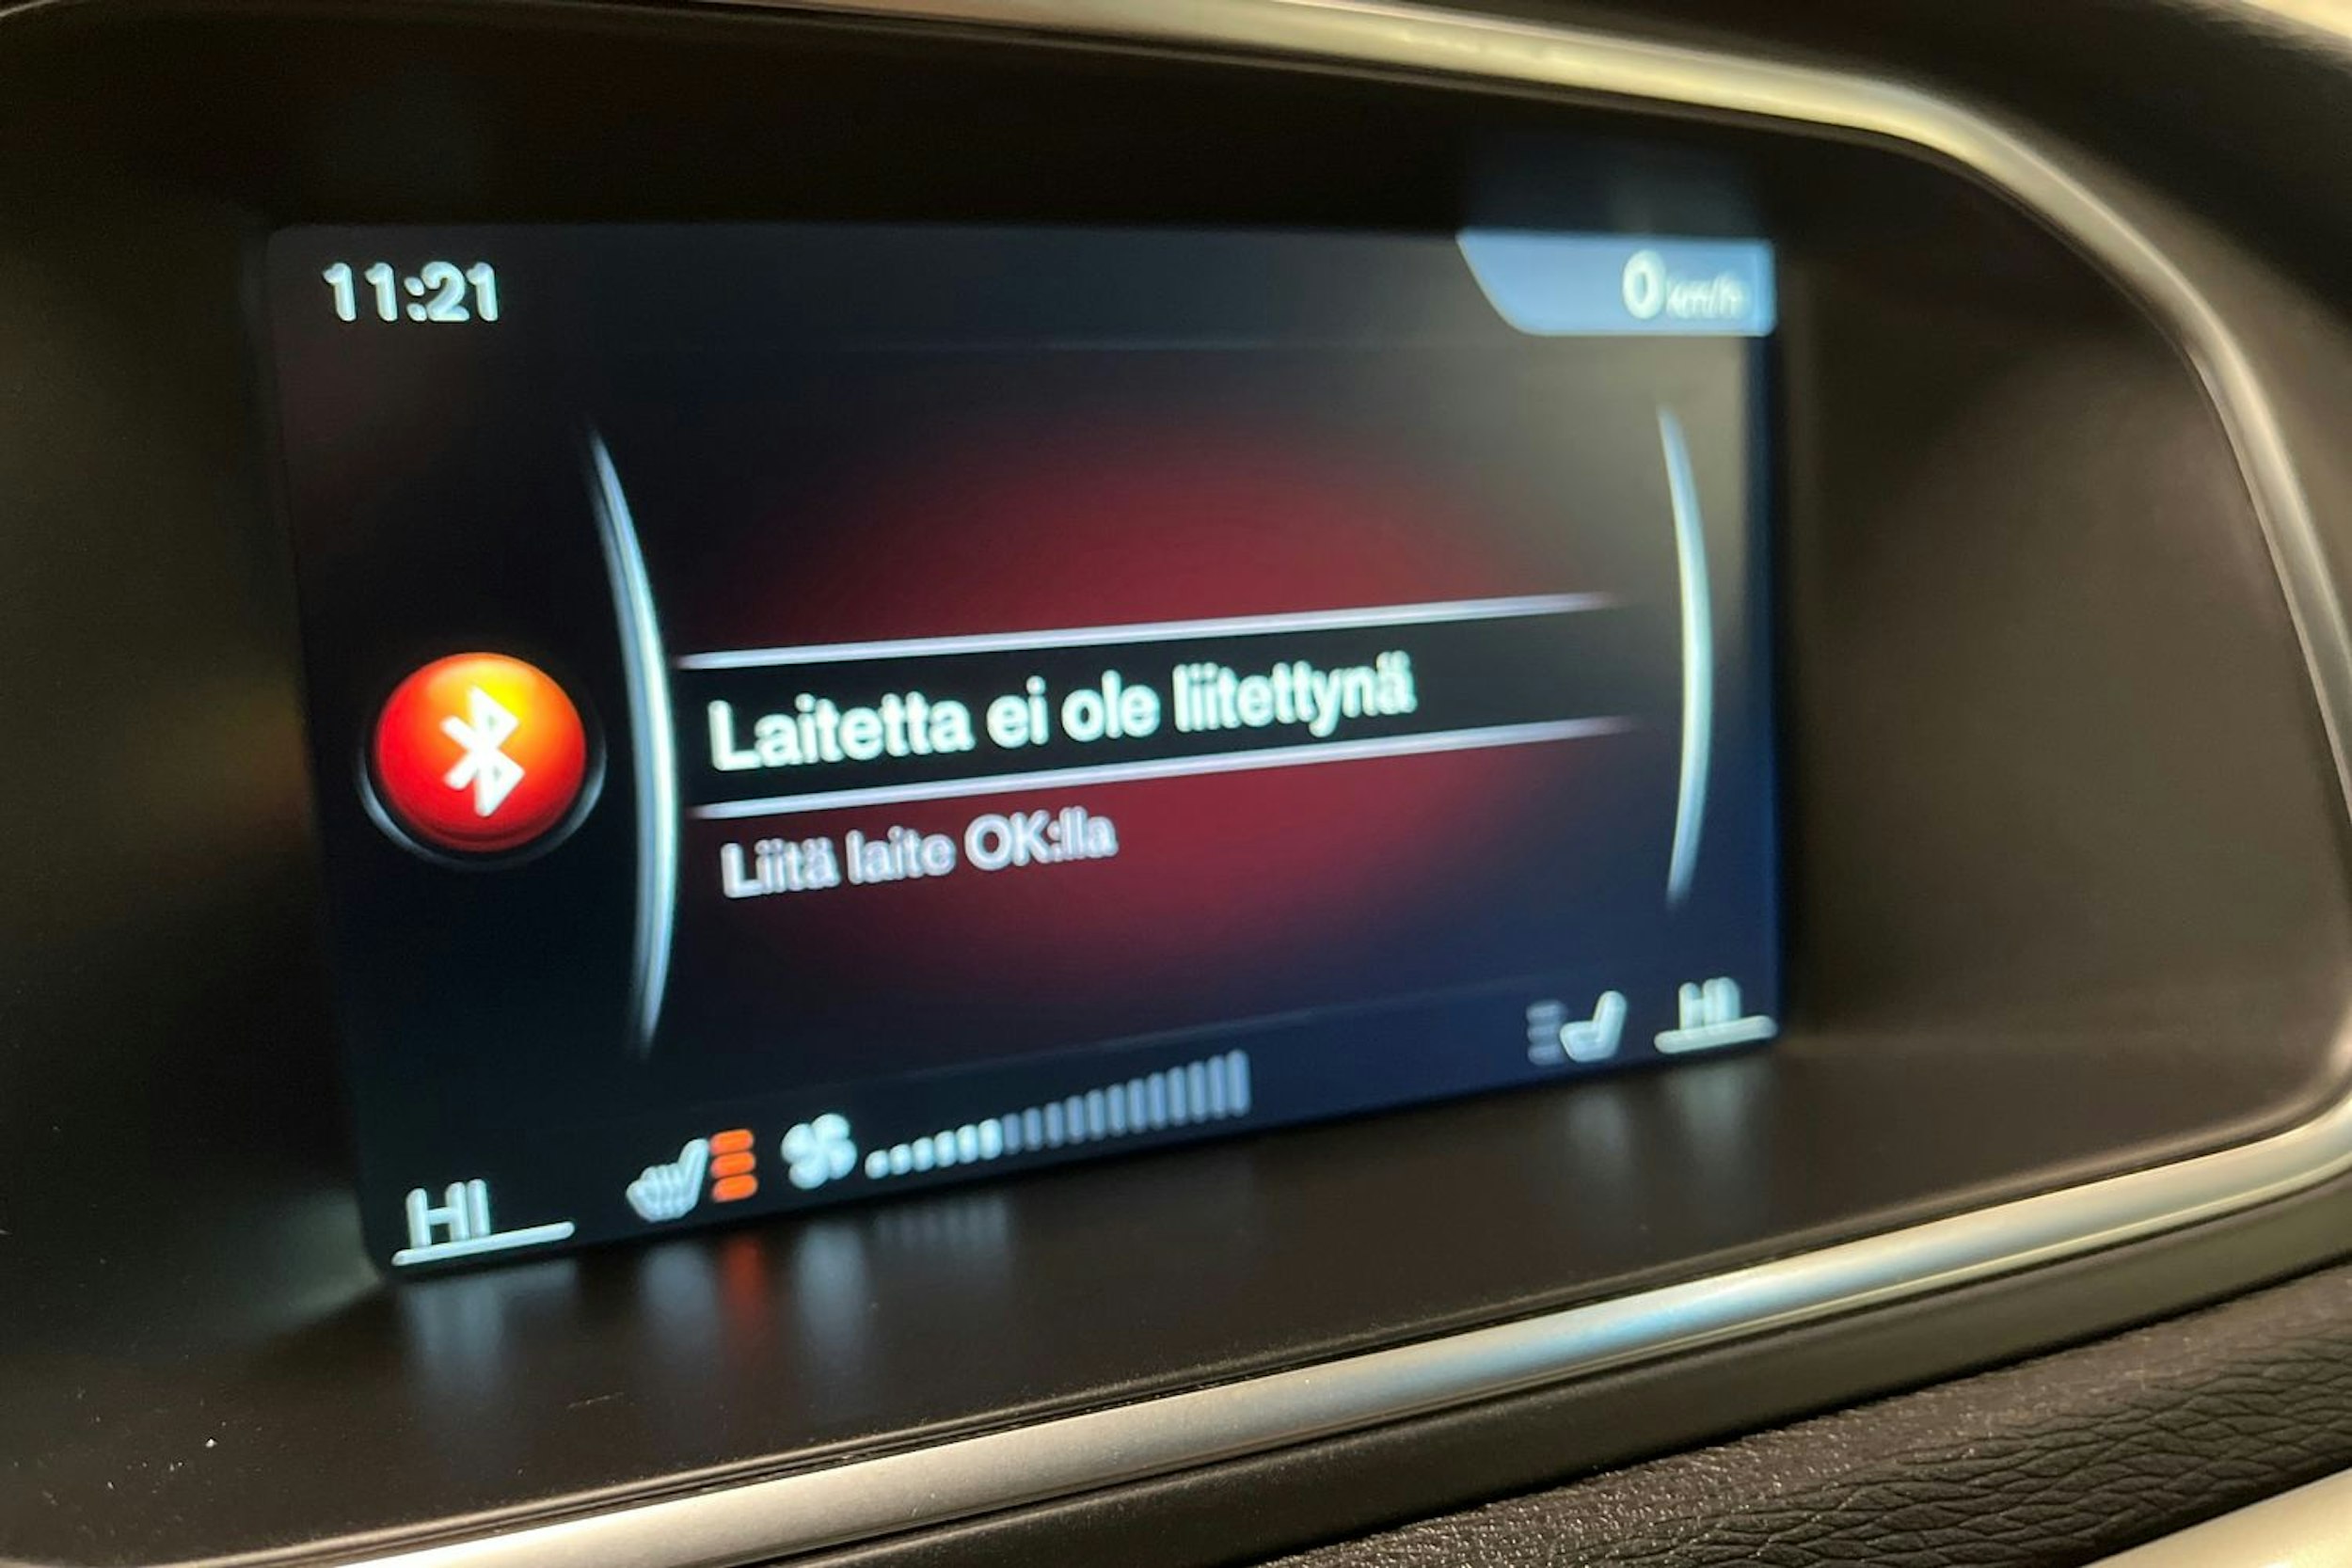 11:21
0 km/h
Laitetta ei ole liitettynä
Liitä laite OK:lla
HI
HI